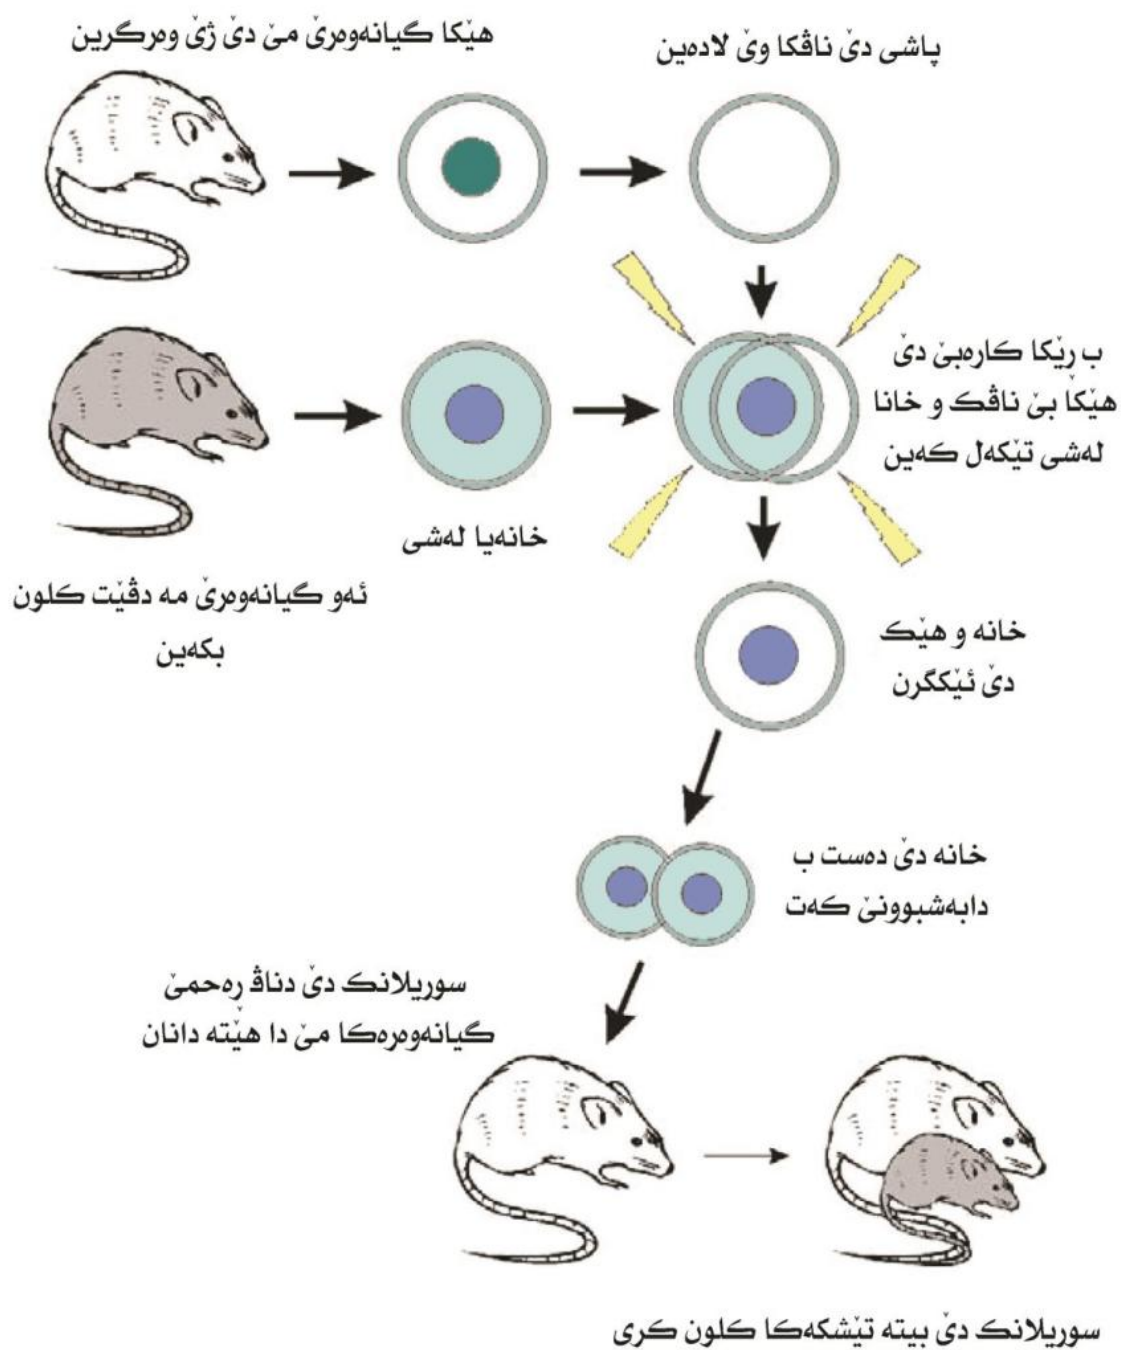 هێکا گیانەوەرێ مێ دێ ژێ وەرگرین
پاشی دێ ناڤکا وێ لادەین
ب رێکا کارەبێ دێ
هێکا بێ ناڤک و خانا
لەشی تێکەل کەین
خانەیا لەشی
ئەو گیانەوەرێ مە دڤێت کلون
بکەین
خانە و هێک
دێ ئێکگرن
خانە دێ دەست ب
دابەشبوونێ کەت
سورپلانک دێ دناڤ رەحمێ
گیانەوەرەکا مێ دا هێتە دانان
سورپلانک دێ بیتە تێشکەکا کلون کری